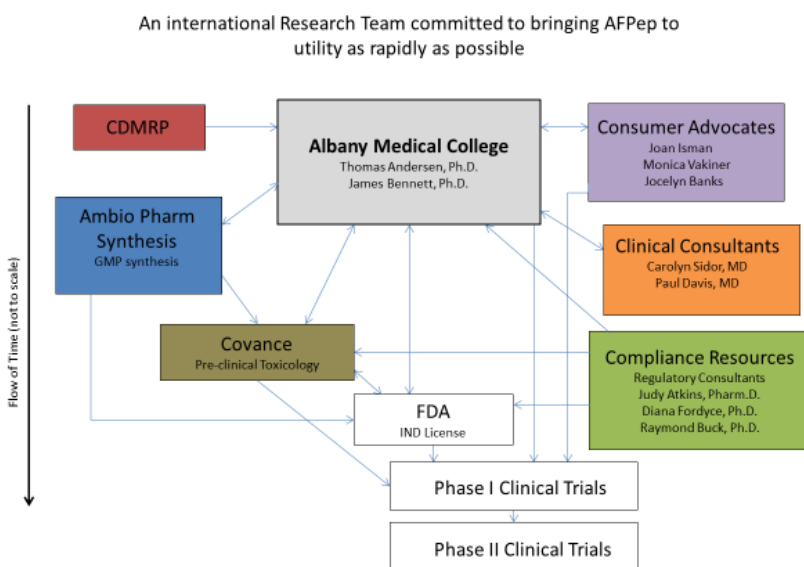 An international Research Team committed to bringing AFPep to
utility as rapidly as possible
CDMRP
Albany Medical College
Thomas Andersen, Ph.D.
James Bennett, Ph.D.
Consumer Advocates
Joan Isman
Monica Vakiner
Jocelyn Banks
Ambio Pharm
Synthesis
GMP synthesis
Clinical Consultants
Carolyn Sidor, MD
Paul Davis, MD
Flow of Time (not to scale)
Covance
Pre-clinical Toxicology
Compliance Resources
Regulatory Consultants
Judy Atkins, Pharm.D.
Diana Fordyce, Ph.D.
Raymond Buck, Ph.D.
FDA
IND License
Phase I Clinical Trials
Phase II Clinical Trials